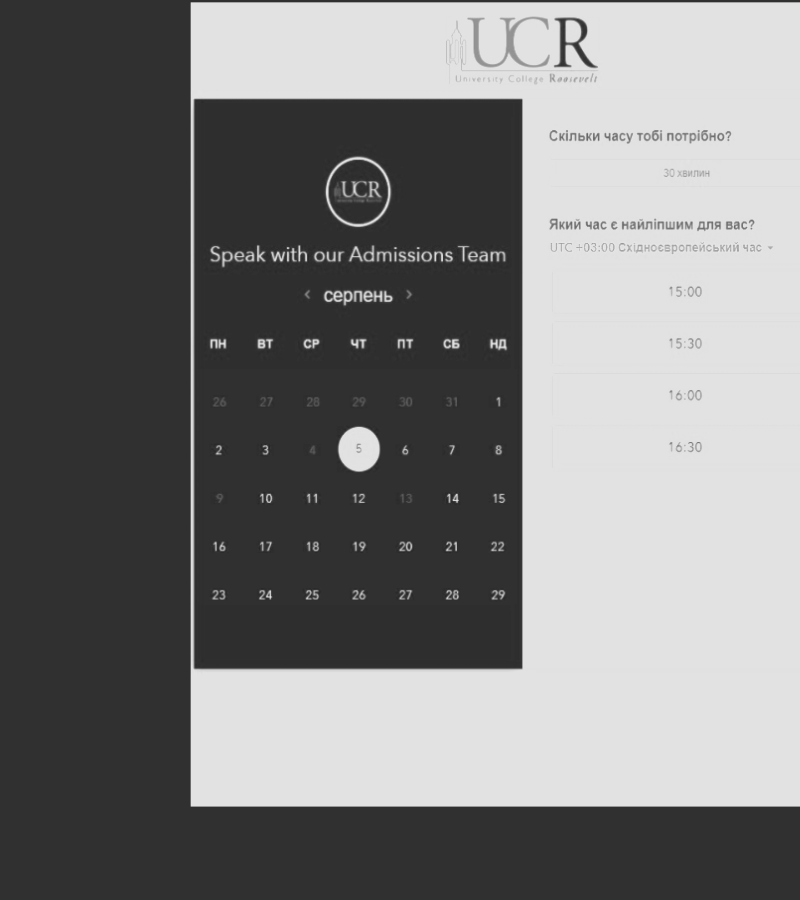 UCR
University College Roosevelt
UCR
Speak with our Admissions Team
< серпень >
ПН ВТ СР ЧТ ПТ СБ НД
26 27 28 29 30 31 1
2 3 4 5 6 7 8
9 10 11 12 13 14 15
16 17 18 19 20 21 22
23 24 25 26 27 28 29
Скільки часу тобі потрібно?
30 хвилин
Який час є найліпшим для вас?
UTC +03:00 Східноєвропейський час
15:00
15:30
16:00
16:30